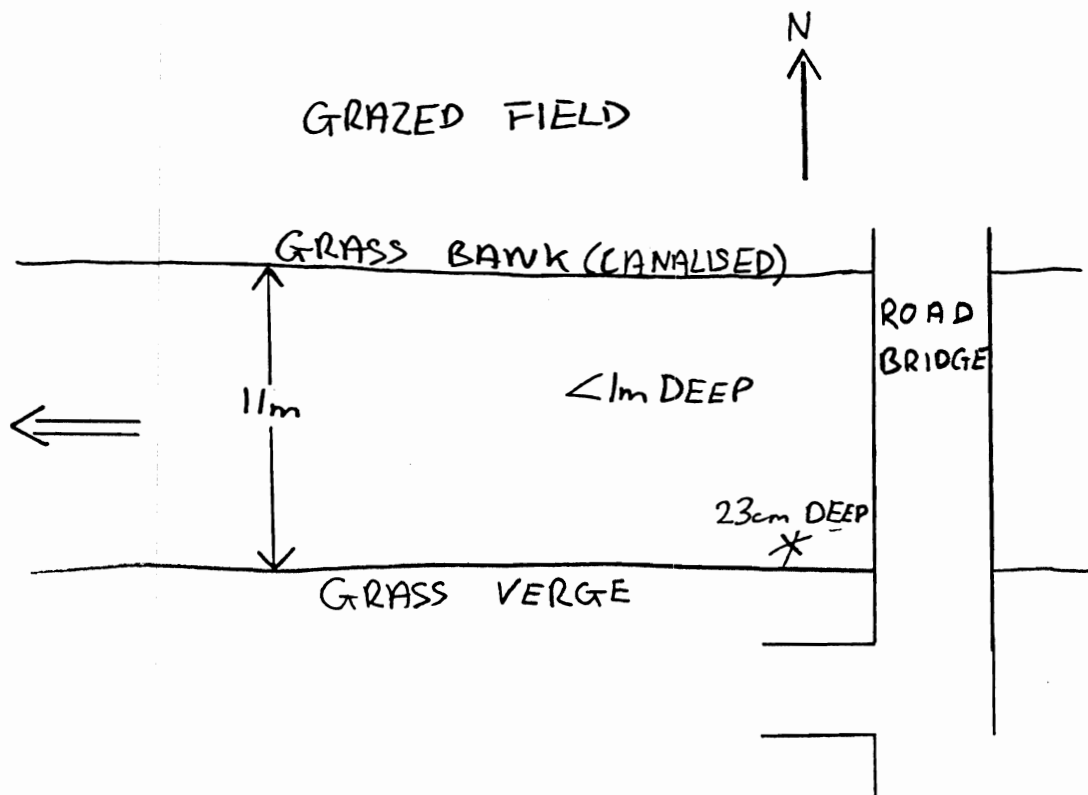 N
GRAZED FIELD
GRASS BANK (CANALISED)
ROAD
BRIDGE
11m
<1m DEEP
23cm DEEP
GRASS VERGE